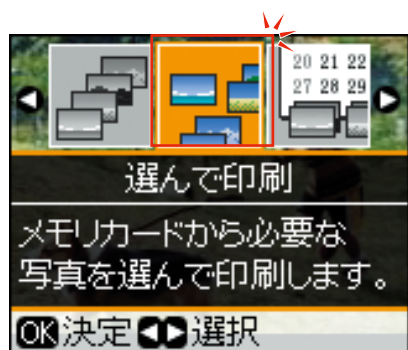 20 21 22
27 28 29
選んで印刷
メモリカードから必要な
写真を選んで印刷します。
OK決定◀▶選択